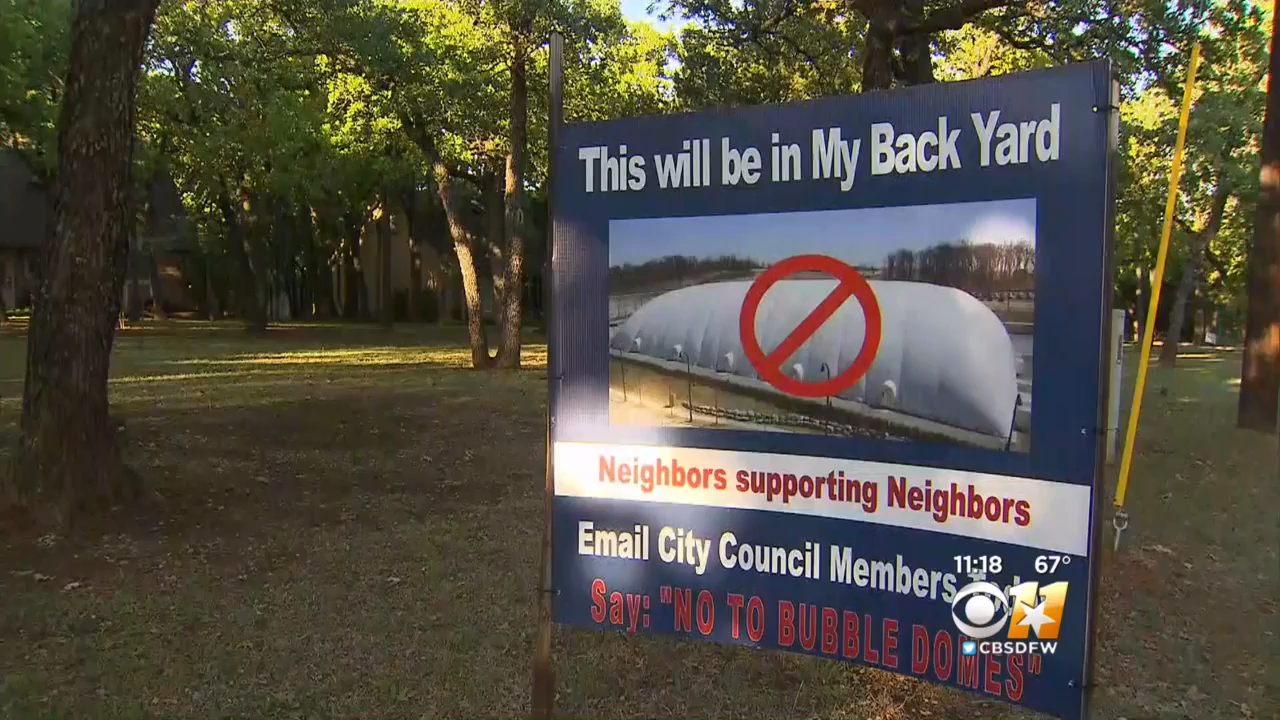 This will be in My Back Yard
Neighbors supporting Neighbors
Email City Council Members
Say: "NO TO BUBBLE DOMES"
11:18 67°
11
CBSDFW